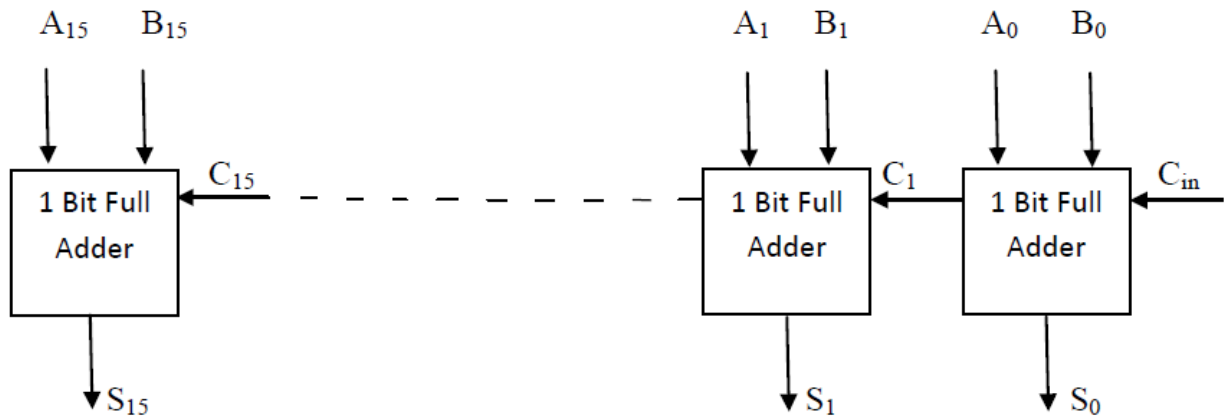 A₁₅ B₁₅ A₁ B₁ A₀ B₀
C₁₅ C₁ C_in
1 Bit Full Adder
1 Bit Full Adder
1 Bit Full Adder
S₁₅ S₁ S₀